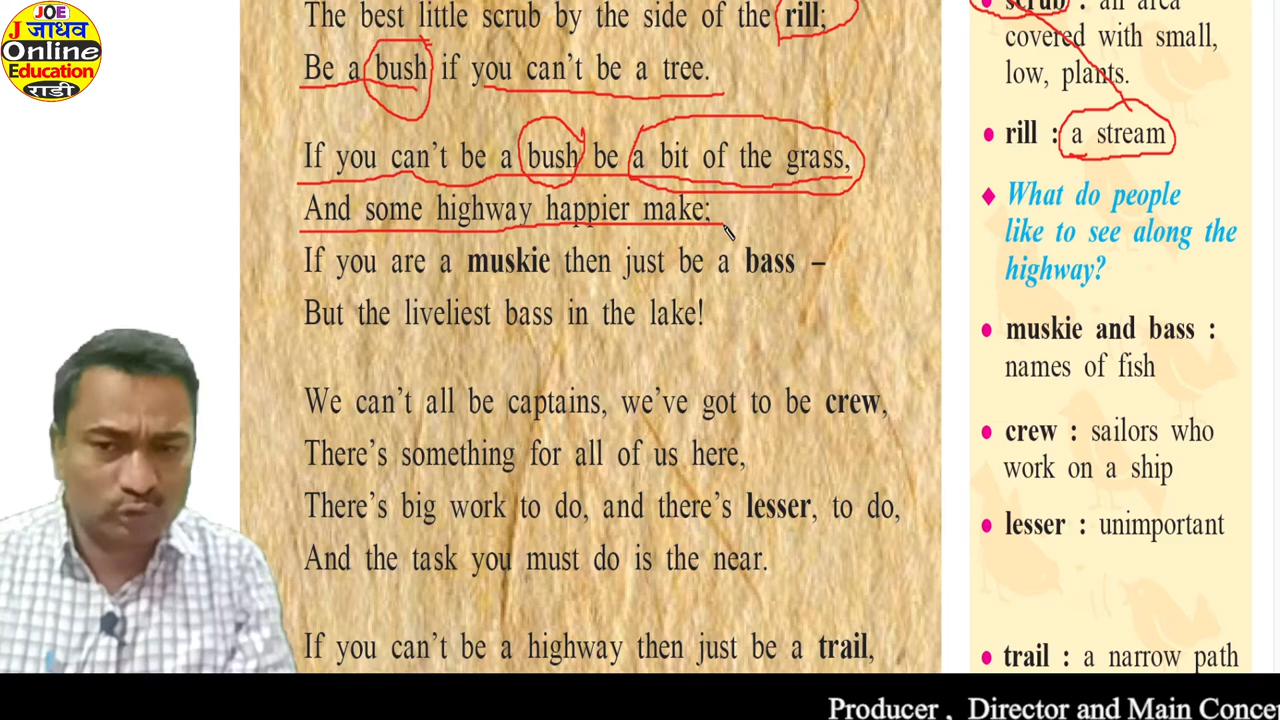 JOE
J जाधव
Online
Education
राडी
The best little scrub by the side of the rill;
Be a bush if you can't be a tree.
If you can't be a bush be a bit of the grass,
And some highway happier make;
If you are a muskie then just be a bass –
But the liveliest bass in the lake!
We can't all be captains, we've got to be crew,
There's something for all of us here,
There's big work to do, and there's lesser, to do,
And the task you must do is the near.
If you can't be a highway then just be a trail,
scrub : an area
covered with small,
low, plants.
rill : a stream
What do people
like to see along the
highway?
muskie and bass :
names of fish
crew : sailors who
work on a ship
lesser : unimportant
trail : a narrow path
Producer , Director and Main Conce